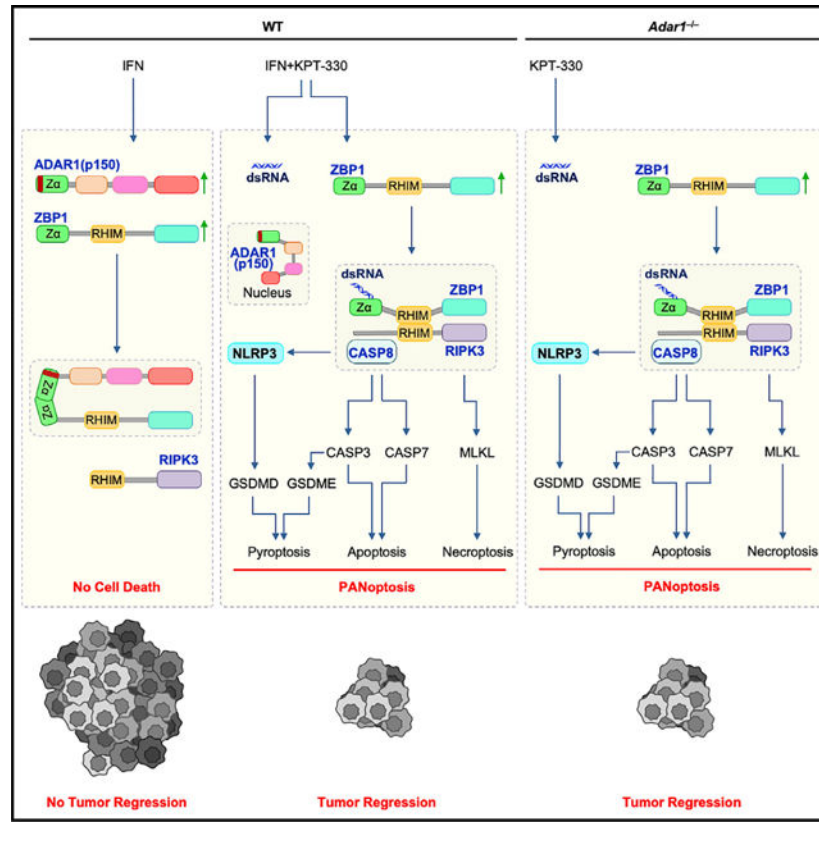 WT
Adar1–/–
IFN
IFN+KPT-330
KPT-330
ADAR1(p150)
Zα
ZBP1
Zα RHIM
Zα
Zα
RHIM
RIPK3
RHIM
No Cell Death
dsRNA
ZBP1
Zα RHIM
ADAR1
(p150)
Nucleus
dsRNA
ZBP1
Zα RHIM
RHIM
NLRP3 CASP8 RIPK3
CASP3 CASP7 MLKL
GSDMD GSDME
Pyroptosis Apoptosis Necroptosis
PANoptosis
dsRNA
ZBP1
Zα RHIM
dsRNA
ZBP1
Zα RHIM
RHIM
NLRP3 CASP8 RIPK3
CASP3 CASP7 MLKL
GSDMD GSDME
Pyroptosis Apoptosis Necroptosis
PANoptosis
No Tumor Regression
Tumor Regression
Tumor Regression